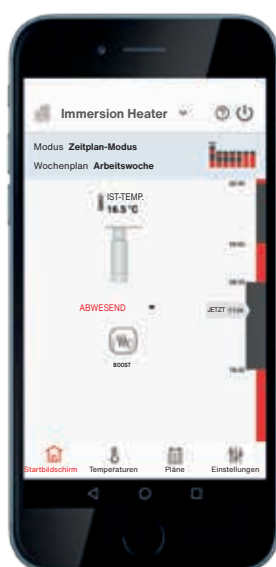 Immersion Heater
Modus Zeitplan-Modus
Wochenplan Arbeitswoche
IST-TEMP.
16.5 °C
ABWESEND
JETZT
BOOST
Startbildschirm Temperaturen Pläne Einstellungen